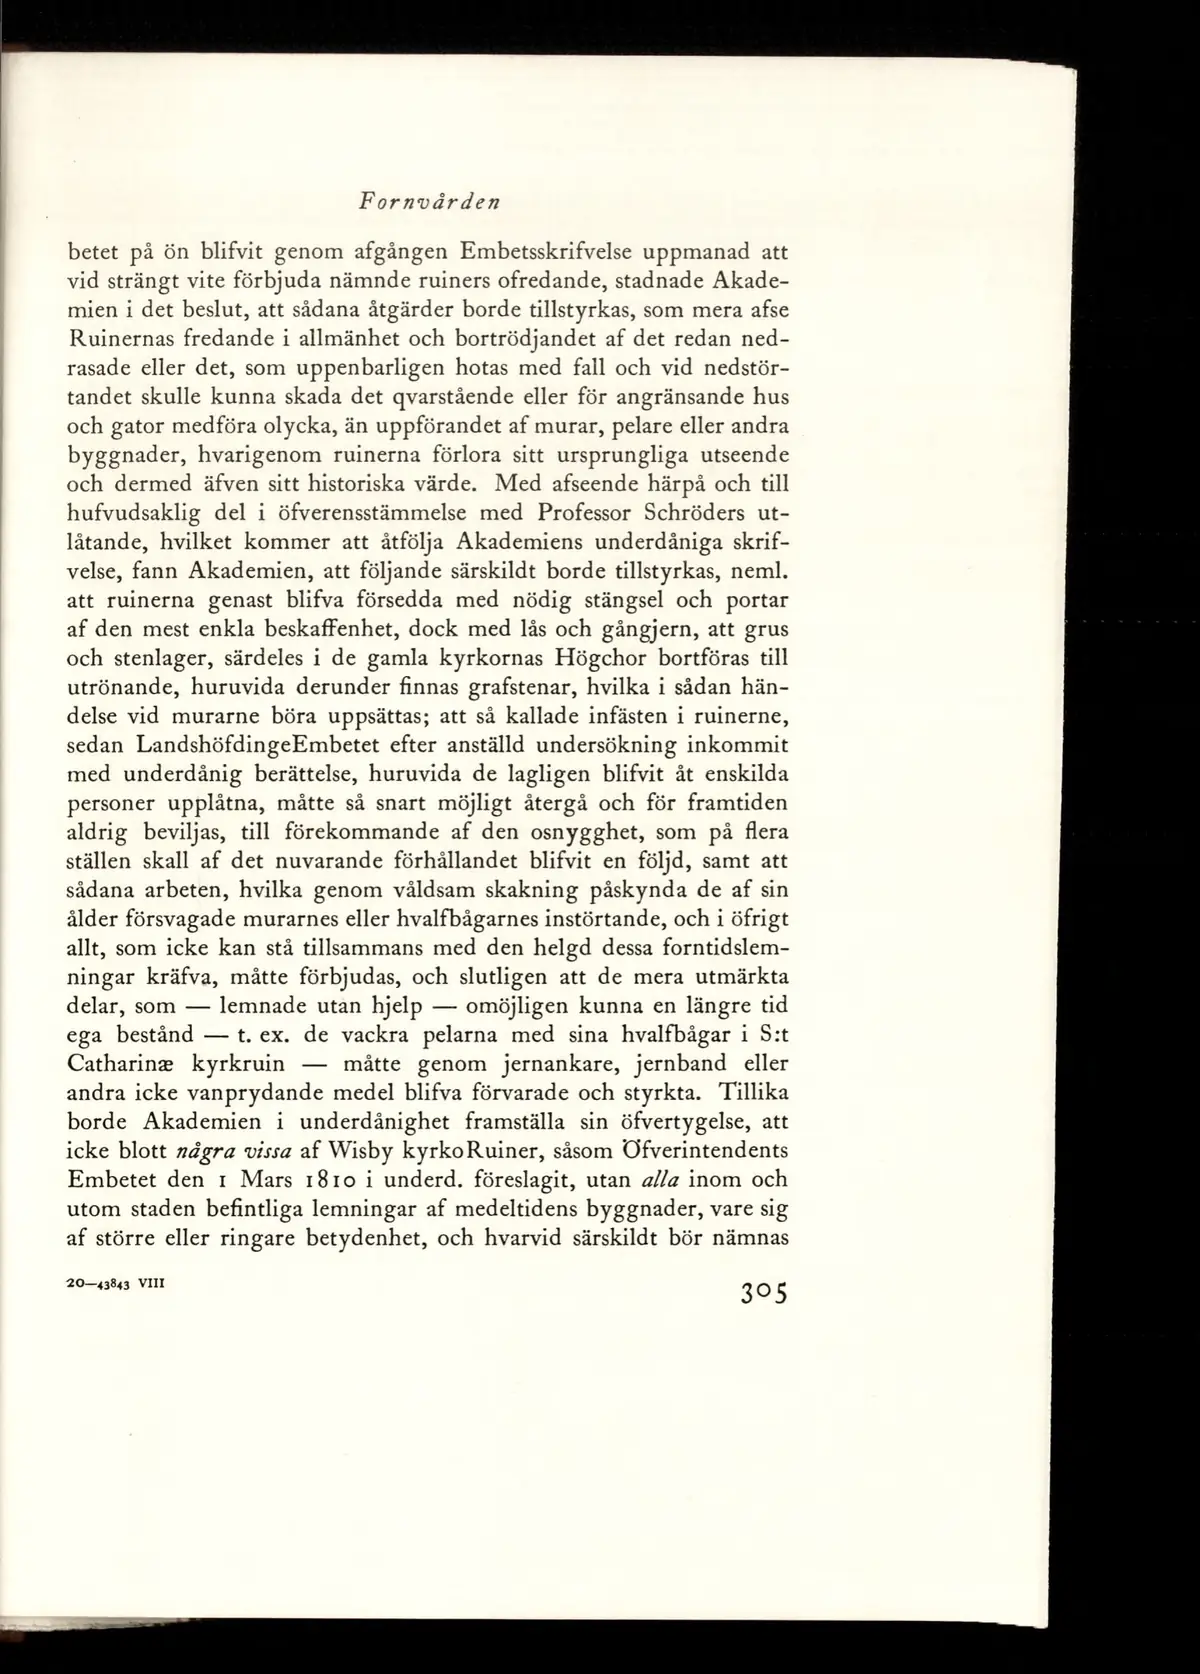 Fornvården
betet på ön blifvit genom afgången Embetsskrifvelse uppmanad att
vid strängt vite förbjuda nämnde ruiners ofredande, stadnade Akade-
mien i det beslut, att sådana åtgärder borde tillstyrkas, som mera afse
Ruinernas fredande i allmänhet och bortrödjandet af det redan ned-
rasade eller det, som uppenbarligen hotas med fall och vid nedstör-
tandet skulle kunna skada det qvarstående eller för angränsande hus
och gator medföra olycka, än uppförandet af murar, pelare eller andra
byggnader, hvarigenom ruinerna förlora sitt ursprungliga utseende
och dermed äfven sitt historiska värde. Med afseende härpå och till
hufvudsaklig del i öfverensstämmelse med Professor Schröders ut-
låtande, hvilket kommer att åtfölja Akademiens underdåniga skrif-
velse, fann Akademien, att följande särskildt borde tillstyrkas, neml.
att ruinerna genast blifva försedda med nödig stängsel och portar
af den mest enkla beskaffenhet, dock med lås och gångjern, att grus
och stenlager, särdeles i de gamla kyrkornas Högchor bortföras till
utrönande, huruvida derunder finnas grafstenar, hvilka i sådan hän-
delse vid murarne böra uppsättas; att så kallade infästen i ruinerne,
sedan LandshöfdingeEmbetet efter anställd undersökning inkommit
med underdånig berättelse, huruvida de lagligen blifvit åt enskilda
personer upplåtna, måtte så snart möjligt återgå och för framtiden
aldrig beviljas, till förekommande af den osnygghet, som på flera
ställen skall af det nuvarande förhållandet blifvit en följd, samt att
sådana arbeten, hvilka genom våldsam skakning påskynda de af sin
ålder försvagade murarnes eller hvalfbågarnes instörtande, och i öfrigt
allt, som icke kan stå tillsammans med den helgd dessa forntidslem-
ningar kräfva, måtte förbjudas, och slutligen att de mera utmärkta
delar, som — lemnade utan hjelp — omöjligen kunna en längre tid
ega bestånd — t. ex. de vackra pelarna med sina hvalfbågar i S:t
Catharinæ kyrkruin — måtte genom jernankare, jernband eller
andra icke vanprydande medel blifva förvarade och styrkta. Tillika
borde Akademien i underdånighet framställa sin öfvertygelse, att
icke blott några vissa af Wisby kyrkoRuiner, såsom Öfverintendents
Embetet den 1 Mars 1810 i underd. föreslagit, utan alla inom och
utom staden befintliga lemningar af medeltidens byggnader, vare sig
af större eller ringare betydenhet, och hvarvid särskildt bör nämnas
20—43843 VIII
305